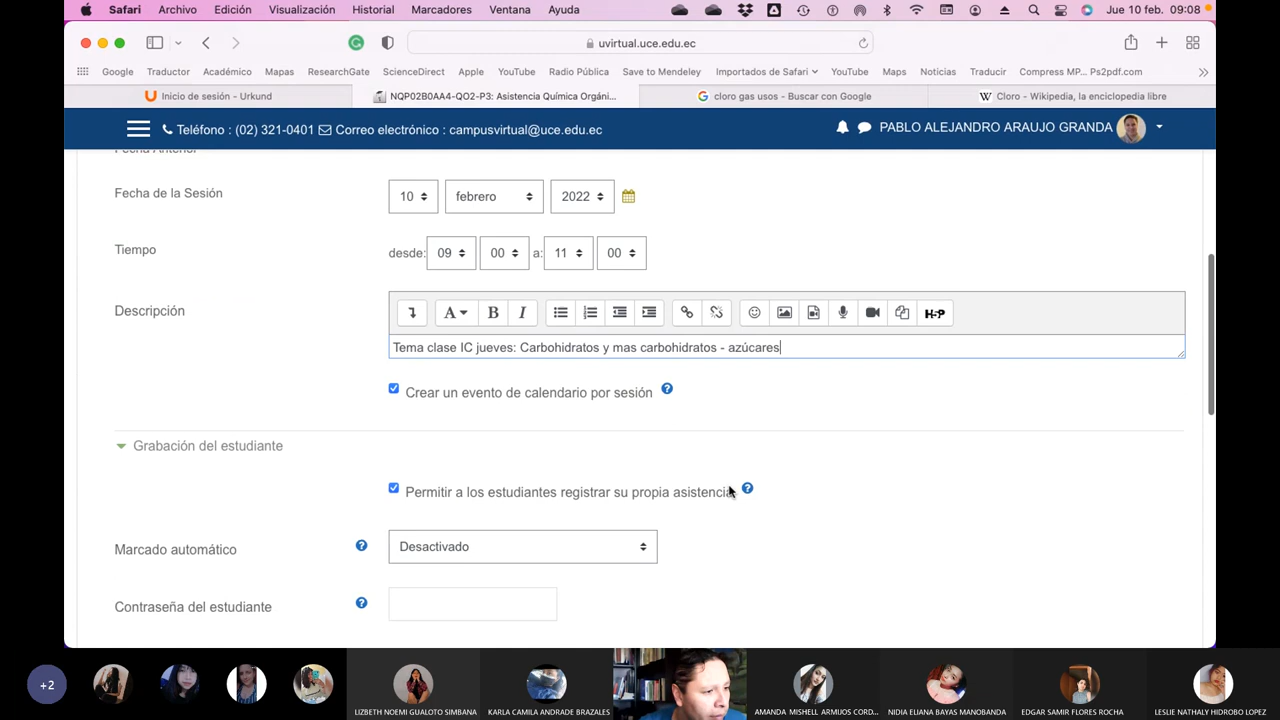 Safari Archivo Edición Visualización Historial Marcadores Ventana Ayuda Jue 10 feb. 09:08
uvirtual.uce.edu.ec
Google Traductor Académico Mapas ResearchGate ScienceDirect Apple YouTube Radio Pública Save to Mendeley Importados de Safari YouTube Maps Noticias Traducir Compress MP... Ps2pdf.com
Inicio de sesión - Urkund NQP02B0AA4-QO2-P3: Asistencia Química Orgáni... cloro gas usos - Buscar con Google Cloro - Wikipedia, la enciclopedia libre
Teléfono : (02) 321-0401 Correo electrónico : campusvirtual@uce.edu.ec PABLO ALEJANDRO ARAUJO GRANDA
Fecha Anterior
Fecha de la Sesión 10 febrero 2022
Tiempo desde: 09 00 a: 11 00
Descripción A B I H-P
Tema clase IC jueves: Carbohidratos y mas carbohidratos - azúcares
Crear un evento de calendario por sesión
Grabación del estudiante
Permitir a los estudiantes registrar su propia asistencia
Marcado automático Desactivado
Contraseña del estudiante
+2
LIZBETH NOEMI GUALOTO SIMBANA KARLA CAMILA ANDRADE BRAZALES AMANDA MISHELL ARMIJOS CORD... NIDIA ELIANA BAYAS MANOBANDA EDGAR SAMIR FLORES ROCHA LESLIE NATHALY HIDROBO LOPEZ